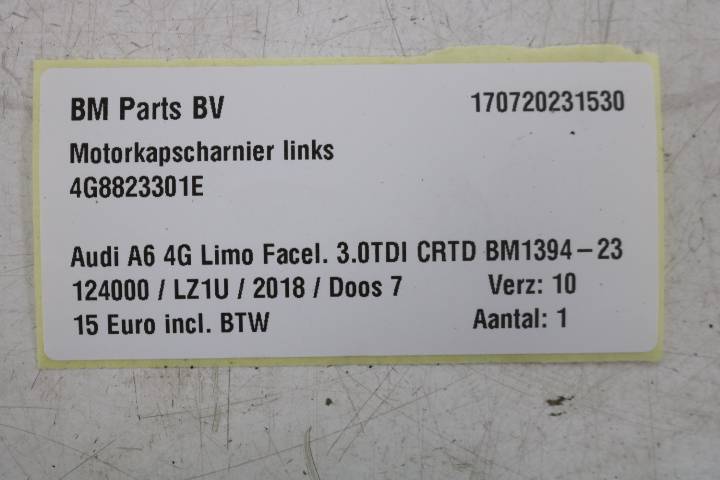 BM Parts BV 170720231530
Motorkapscharnier links
4G8823301E
Audi A6 4G Limo Facel. 3.0TDI CRTD BM1394-23
124000 / LZ1U / 2018 / Doos 7 Verz: 10
15 Euro incl. BTW Aantal: 1